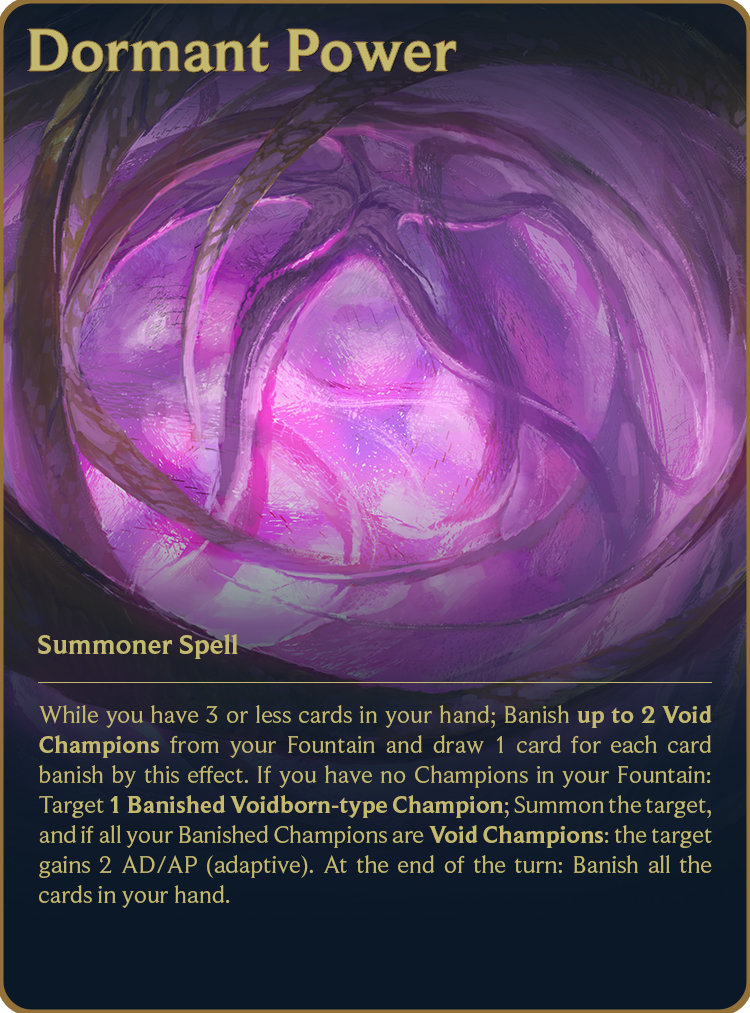 Dormant Power
Summoner Spell
While you have 3 or less cards in your hand; Banish up to 2 Void
Champions from your Fountain and draw 1 card for each card
banish by this effect. If you have no Champions in your Fountain:
Target 1 Banished Voidborn-type Champion; Summon the target,
and if all your Banished Champions are Void Champions: the target
gains 2 AD/AP (adaptive). At the end of the turn: Banish all the
cards in your hand.